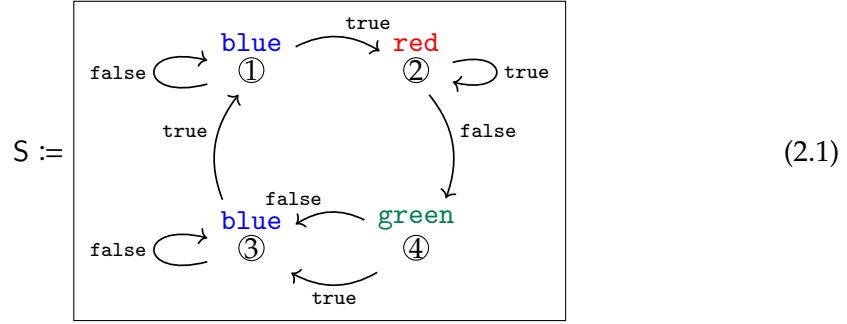 true
blue red
false ① ② true
true false
S := (2.1)
false
blue green
false ③ ④
true